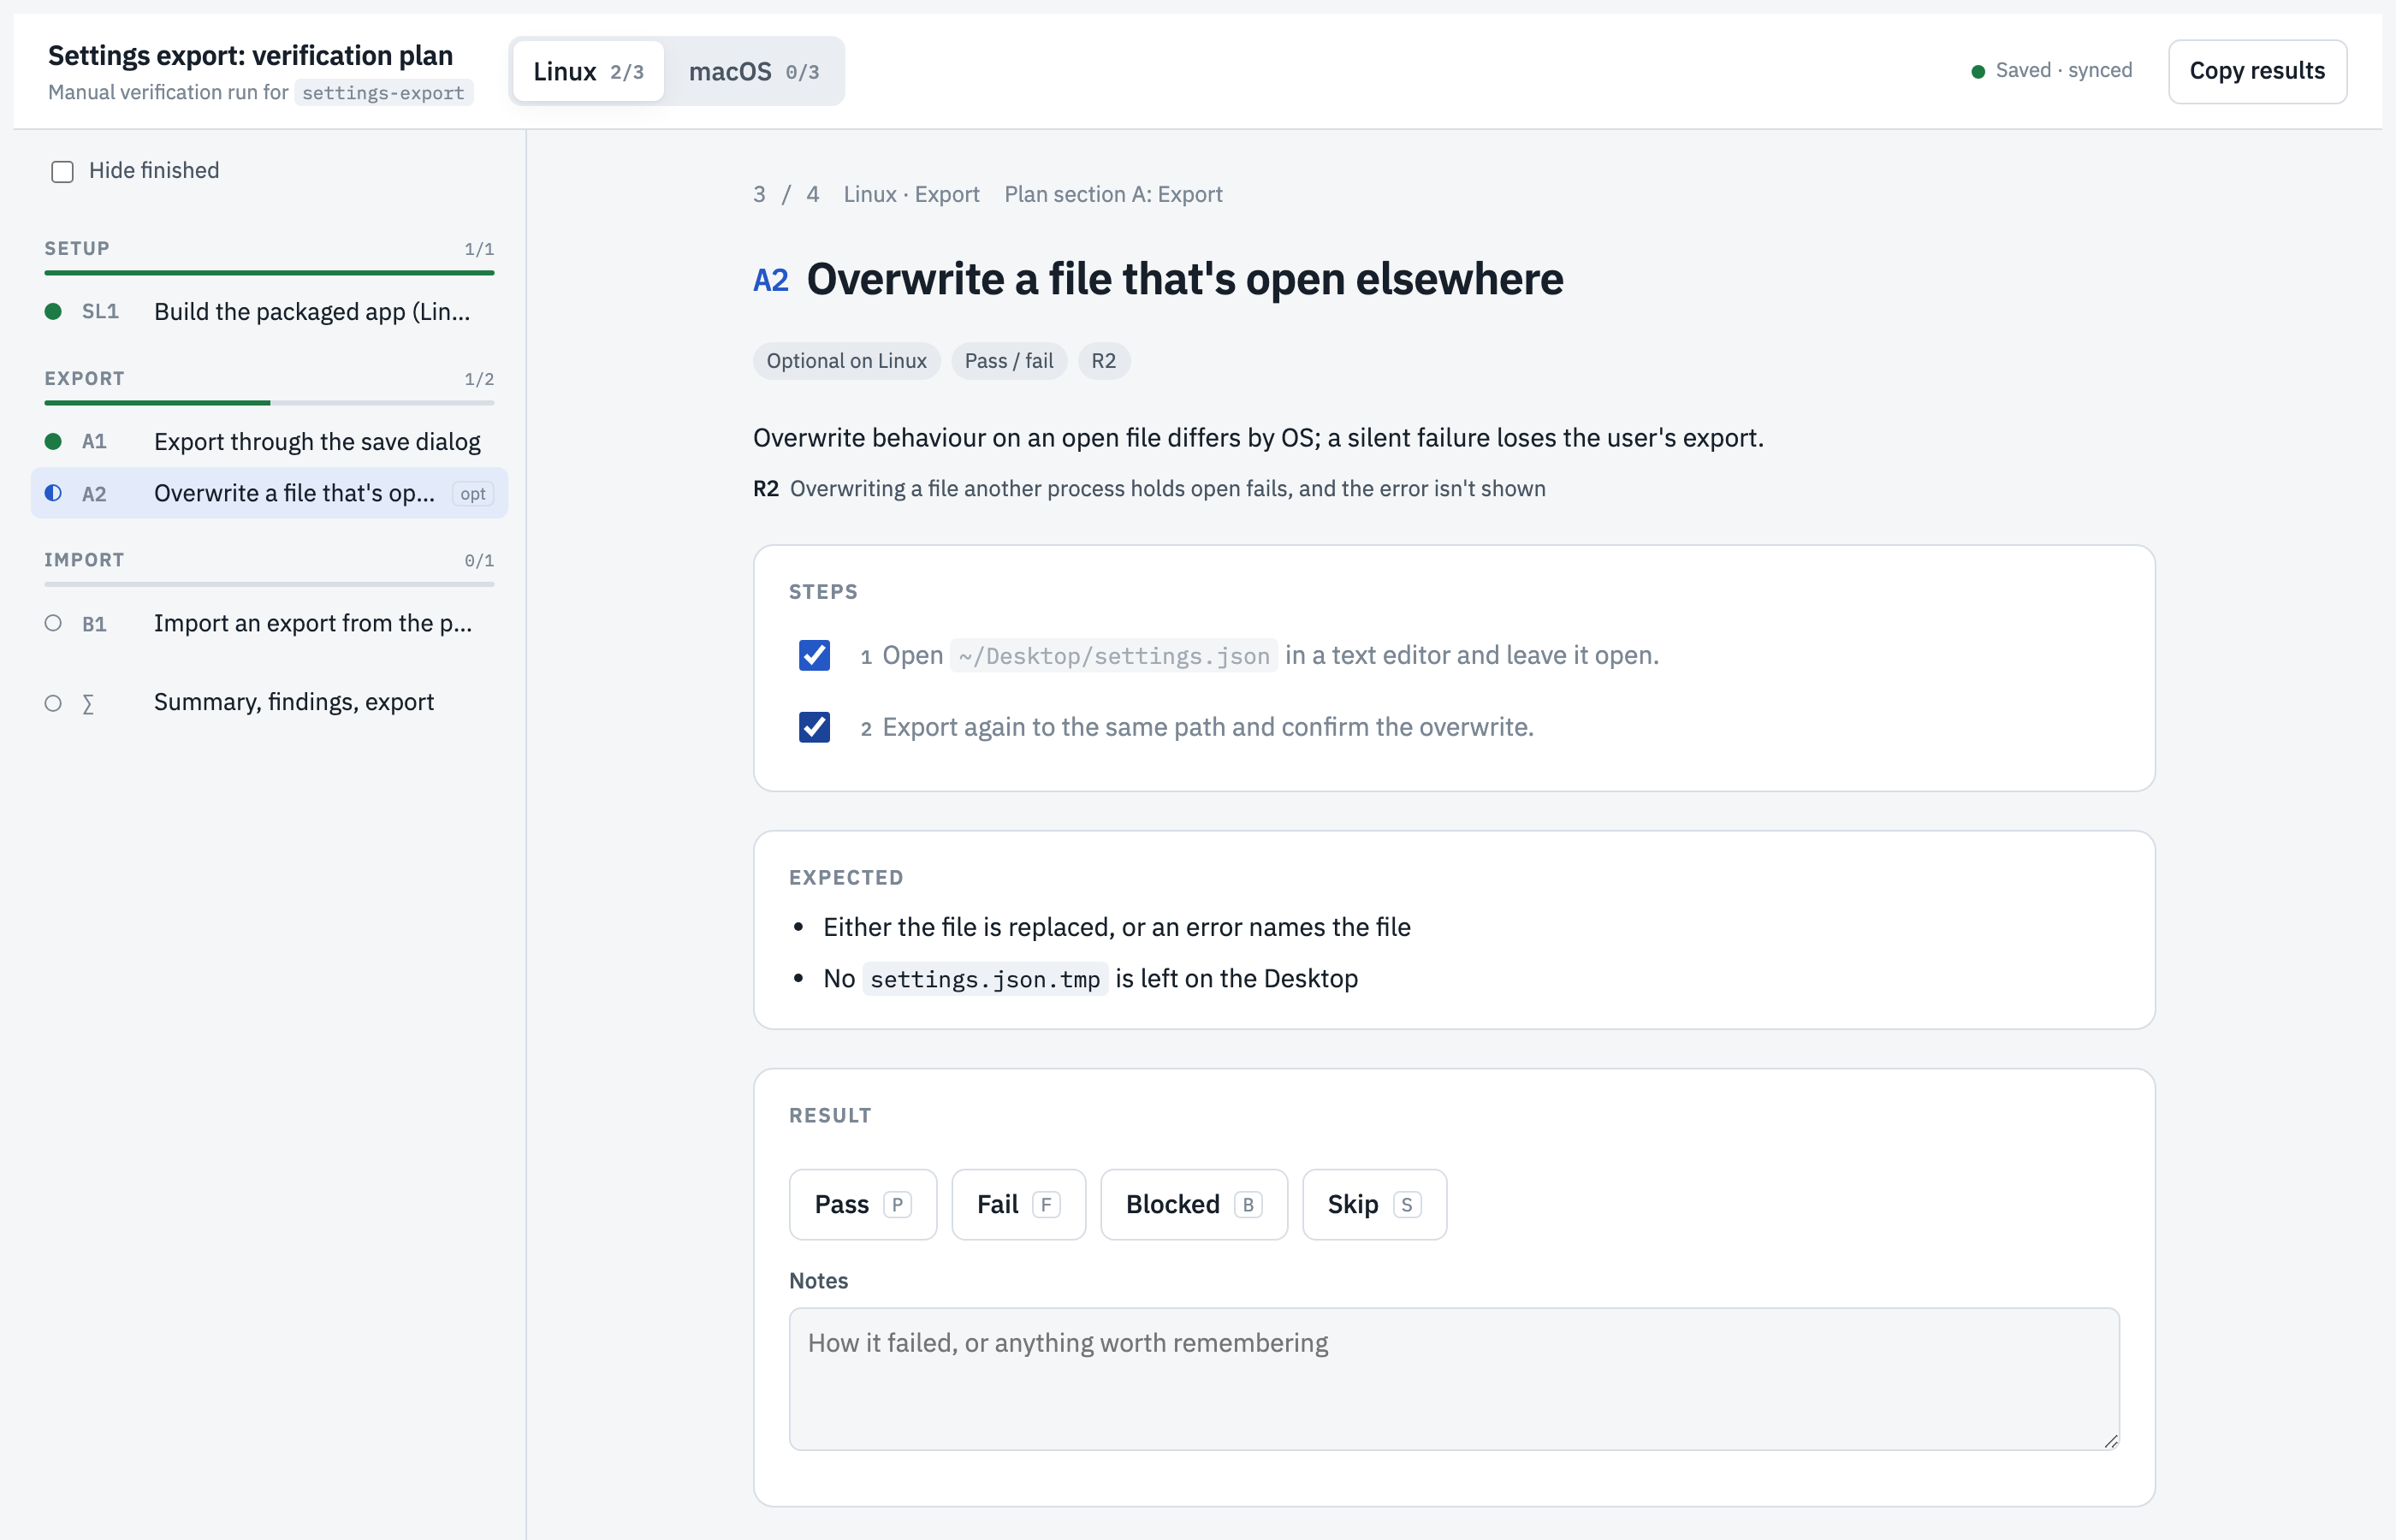 Settings export: verification plan
Manual verification run for settings-export
Linux 2/3 macOS 0/3
Saved · synced
Copy results
Hide finished
SETUP 1/1
SL1 Build the packaged app (Lin...
EXPORT 1/2
A1 Export through the save dialog
A2 Overwrite a file that's op... opt
IMPORT 0/1
B1 Import an export from the p...
∑ Summary, findings, export
3 / 4 Linux · Export Plan section A: Export
A2 Overwrite a file that's open elsewhere
Optional on Linux Pass / fail R2
Overwrite behaviour on an open file differs by OS; a silent failure loses the user's export.
R2 Overwriting a file another process holds open fails, and the error isn't shown
STEPS
1 Open ~/Desktop/settings.json in a text editor and leave it open.
2 Export again to the same path and confirm the overwrite.
EXPECTED
• Either the file is replaced, or an error names the file
• No settings.json.tmp is left on the Desktop
RESULT
Pass P Fail F Blocked B Skip S
Notes
How it failed, or anything worth remembering